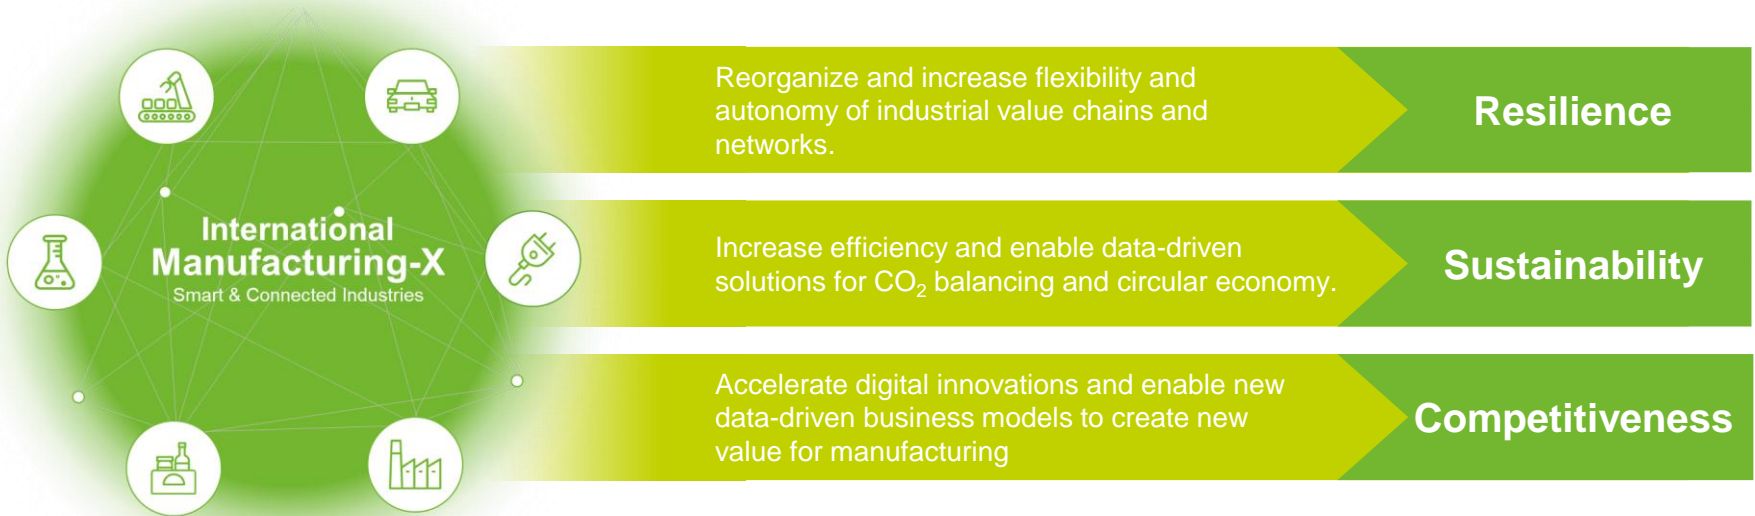 International
Manufacturing-X
Smart & Connected Industries
Reorganize and increase flexibility and
autonomy of industrial value chains and
networks.
Resilience
Increase efficiency and enable data-driven
solutions for CO₂ balancing and circular economy.
Sustainability
Accelerate digital innovations and enable new
data-driven business models to create new
value for manufacturing
Competitiveness